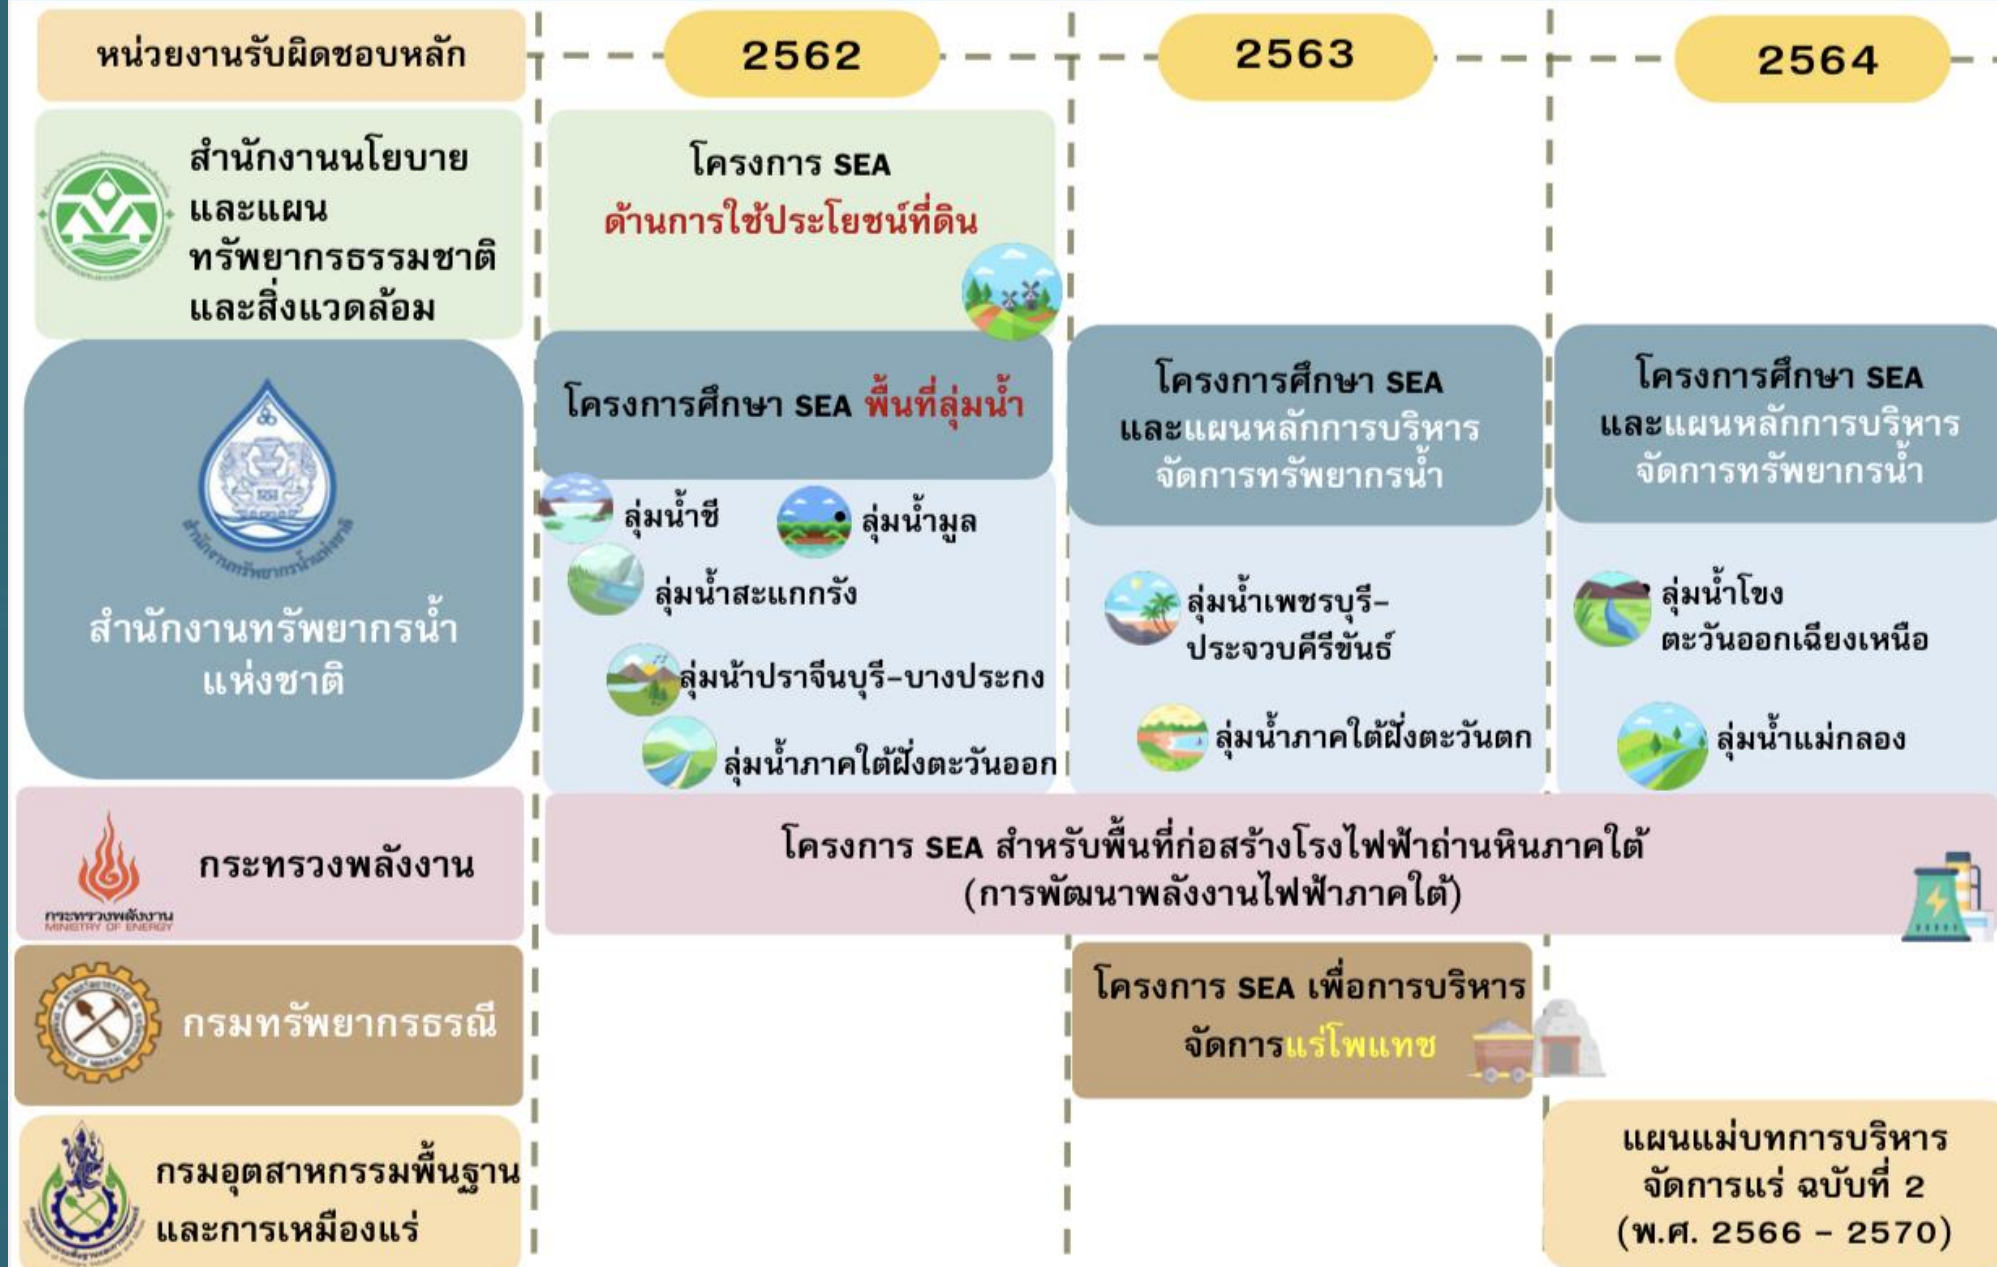 หน่วยงานรับผิดชอบหลัก
2562
2563
2564
สำนักงานนโยบาย
และแผน
ทรัพยากรธรรมชาติ
และสิ่งแวดล้อม
โครงการ SEA
ด้านการใช้ประโยชน์ที่ดิน
สำนักงานทรัพยากรน้ำแห่งชาติ
สำนักงานทรัพยากรน้ำ
แห่งชาติ
โครงการศึกษา SEA พื้นที่ลุ่มน้ำ
ลุ่มน้ำชี
ลุ่มน้ำมูล
ลุ่มน้ำสะแกกรัง
ลุ่มน้ำปราจีนบุรี–บางประกง
ลุ่มน้ำภาคใต้ฝั่งตะวันออก
โครงการศึกษา SEA
และแผนหลักการบริหาร
จัดการทรัพยากรน้ำ
ลุ่มน้ำเพชรบุรี–
ประจวบคีรีขันธ์
ลุ่มน้ำภาคใต้ฝั่งตะวันตก
โครงการศึกษา SEA
และแผนหลักการบริหาร
จัดการทรัพยากรน้ำ
ลุ่มน้ำโขง
ตะวันออกเฉียงเหนือ
ลุ่มน้ำแม่กลอง
กระทรวงพลังงาน
MINISTRY OF ENERGY
กระทรวงพลังงาน
โครงการ SEA สำหรับพื้นที่ก่อสร้างโรงไฟฟ้าถ่านหินภาคใต้
(การพัฒนาพลังงานไฟฟ้าภาคใต้)
กรมทรัพยากรธรณี
โครงการ SEA เพื่อการบริหาร
จัดการแร่โพแทช
กรมอุตสาหกรรมพื้นฐาน
และการเหมืองแร่
แผนแม่บทการบริหาร
จัดการแร่ ฉบับที่ 2
(พ.ศ. 2566 – 2570)